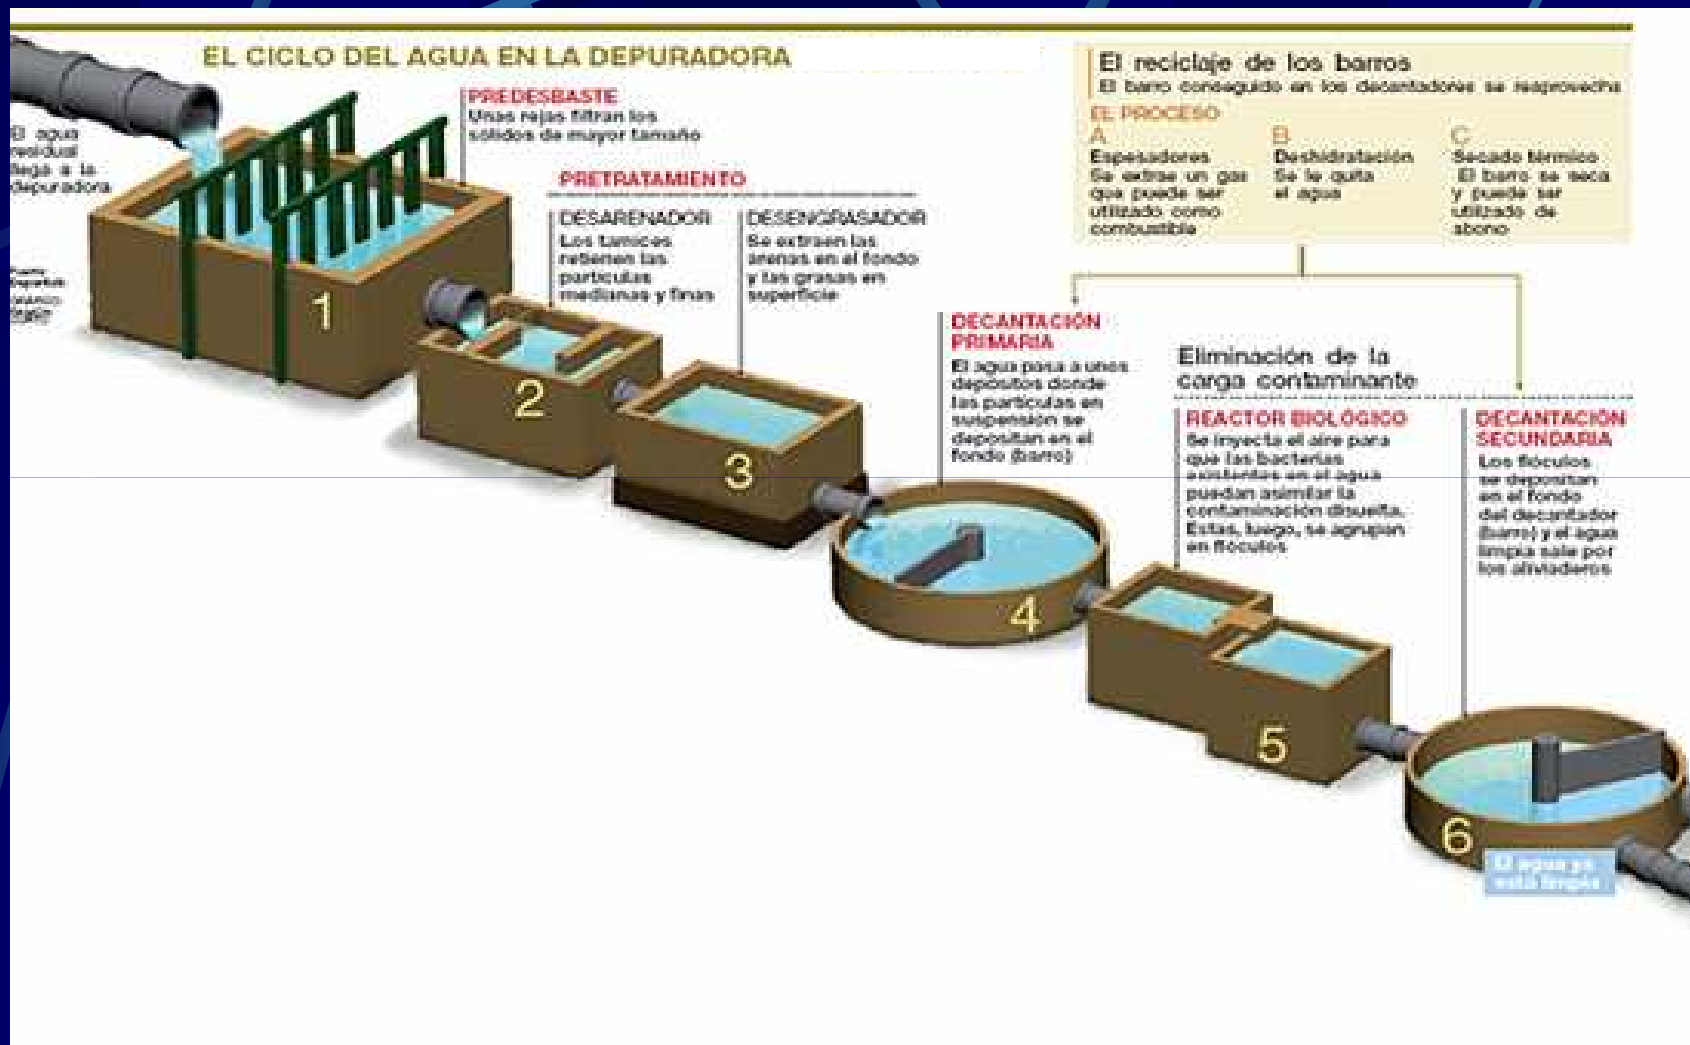 EL CICLO DEL AGUA EN LA DEPURADORA
El agua
residual
llega a la
depuradora
1
PREDESBASTE
Unas rejas filtran los
sólidos de mayor tamaño
PRETRATAMIENTO
DESARENADOR
Los tamices
retienen las
partículas
medianas y finas
2
DESENGRASADOR
Se extraen las
arenas en el fondo
y las grasas en
superficie
3
DECANTACIÓN
PRIMARIA
El agua pasa a unos
depósitos donde
las partículas en
suspensión se
depositan en el
fondo (barro)
4
Eliminación de la
carga contaminante
REACTOR BIOLÓGICO
Se inyecta el aire para
que las bacterias
existentes en el agua
puedan asimilar la
contaminación disuelta.
Estas, luego, se agrupan
en flóculos
5
DECANTACIÓN
SECUNDARIA
Los flóculos
se depositan
en el fondo
del decantador
(barro) y el agua
limpia sale por
los aliviaderos
6
El agua ya
está limpia
El reciclaje de los barros
El barro conseguido en los decantadores se reaprovecha
EL PROCESO
A
Espesadores
Se extrae un gas
que puede ser
utilizado como
combustible
B
Deshidratación
Se le quita
el agua
C
Secado térmico
El barro se seca
y puede ser
utilizado de
abono